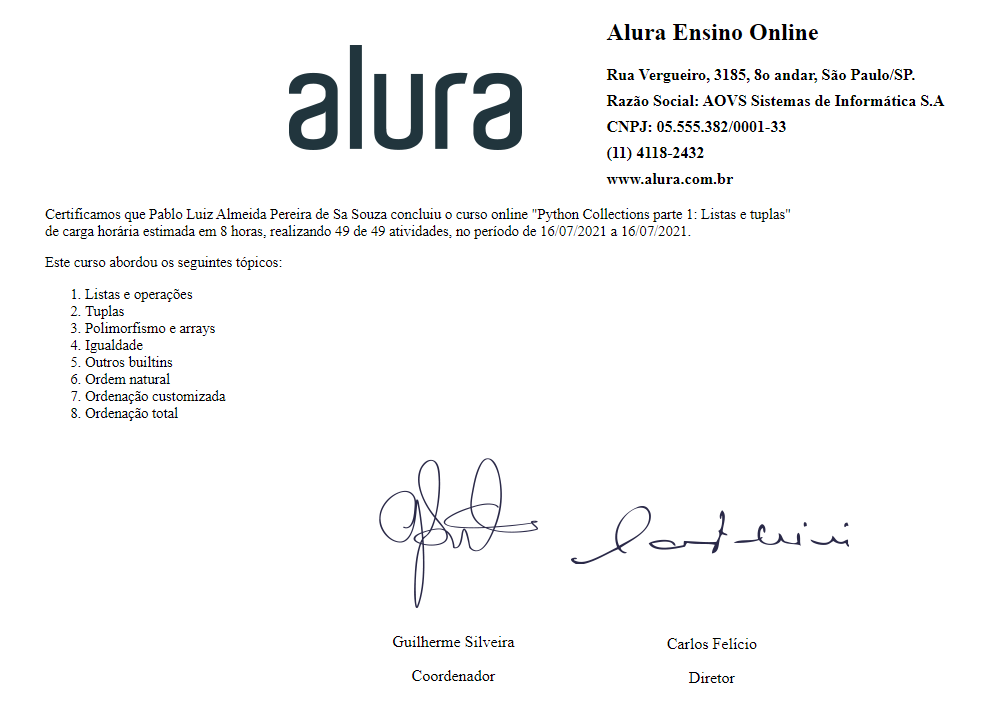 alura
Alura Ensino Online
Rua Vergueiro, 3185, 8o andar, São Paulo/SP.
Razão Social: AOVS Sistemas de Informática S.A
CNPJ: 05.555.382/0001-33
(11) 4118-2432
www.alura.com.br
Certificamos que Pablo Luiz Almeida Pereira de Sa Souza concluiu o curso online "Python Collections parte 1: Listas e tuplas"
de carga horária estimada em 8 horas, realizando 49 de 49 atividades, no período de 16/07/2021 a 16/07/2021.
Este curso abordou os seguintes tópicos:
1. Listas e operações
2. Tuplas
3. Polimorfismo e arrays
4. Igualdade
5. Outros builtins
6. Ordem natural
7. Ordenação customizada
8. Ordenação total
Guilherme Silveira
Coordenador
Carlos Felício
Diretor